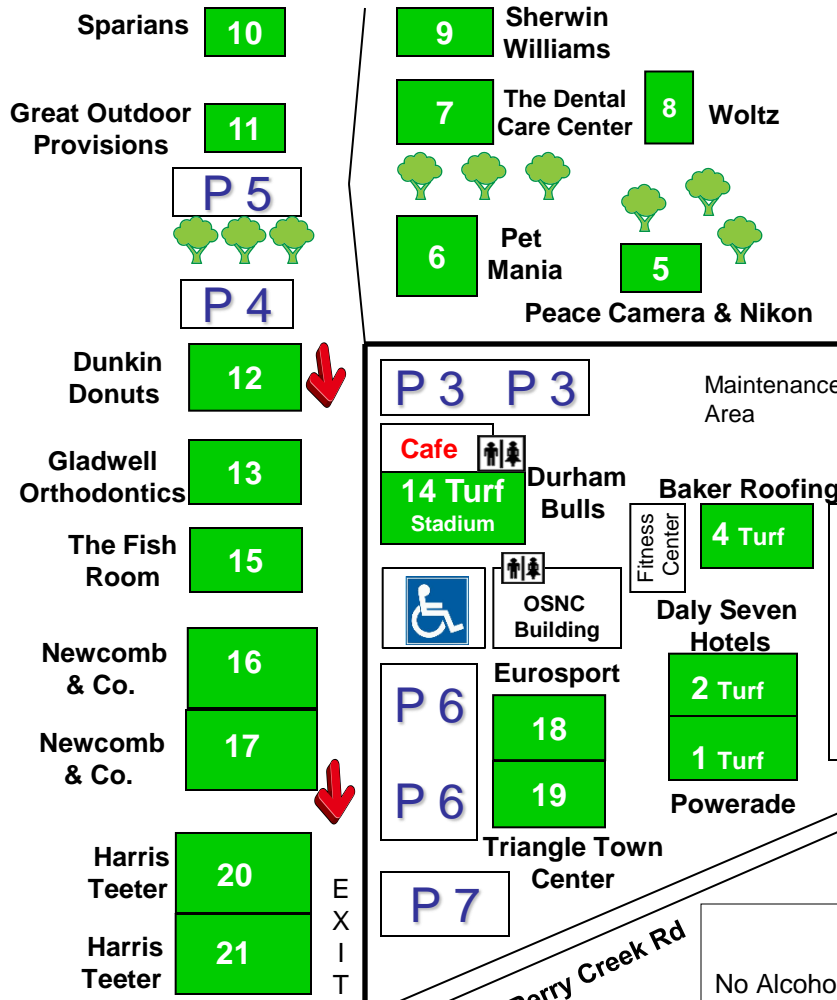 Sparians
10
9
Sherwin
Williams
Great Outdoor
Provisions
11
7
The Dental
Care Center
8
Woltz
P 5
6
Pet
Mania
5
Peace Camera & Nikon
P 4
Dunkin
Donuts
12
P 3 P 3
Maintenance
Area
Cafe
14 Turf
Stadium
Durham
Bulls
Gladwell
Orthodontics
13
Baker Roofing
Fitness
Center
4 Turf
The Fish
Room
15
OSNC
Building
Daly Seven
Hotels
Newcomb
& Co.
16
Eurosport
P 6
18
2 Turf
Newcomb
& Co.
17
P 6
19
1 Turf
Powerade
Triangle Town
Center
Harris
Teeter
20
P 7
EXIT
Harris
Teeter
21
Perry Creek Rd
No Alcoho